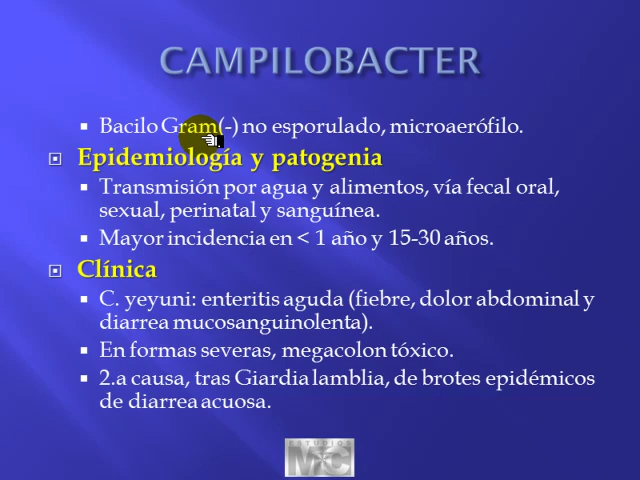 CAMPILOBACTER
Bacilo Gram(-) no esporulado, microaerófilo.
Epidemiología y patogenia
Transmisión por agua y alimentos, vía fecal oral,
sexual, perinatal y sanguínea.
Mayor incidencia en < 1 año y 15-30 años.
Clínica
C. yeyuni: enteritis aguda (fiebre, dolor abdominal y
diarrea mucosanguinolenta).
En formas severas, megacolon tóxico.
2.a causa, tras Giardia lamblia, de brotes epidémicos
de diarrea acuosa.
ESTUDIOS
MC